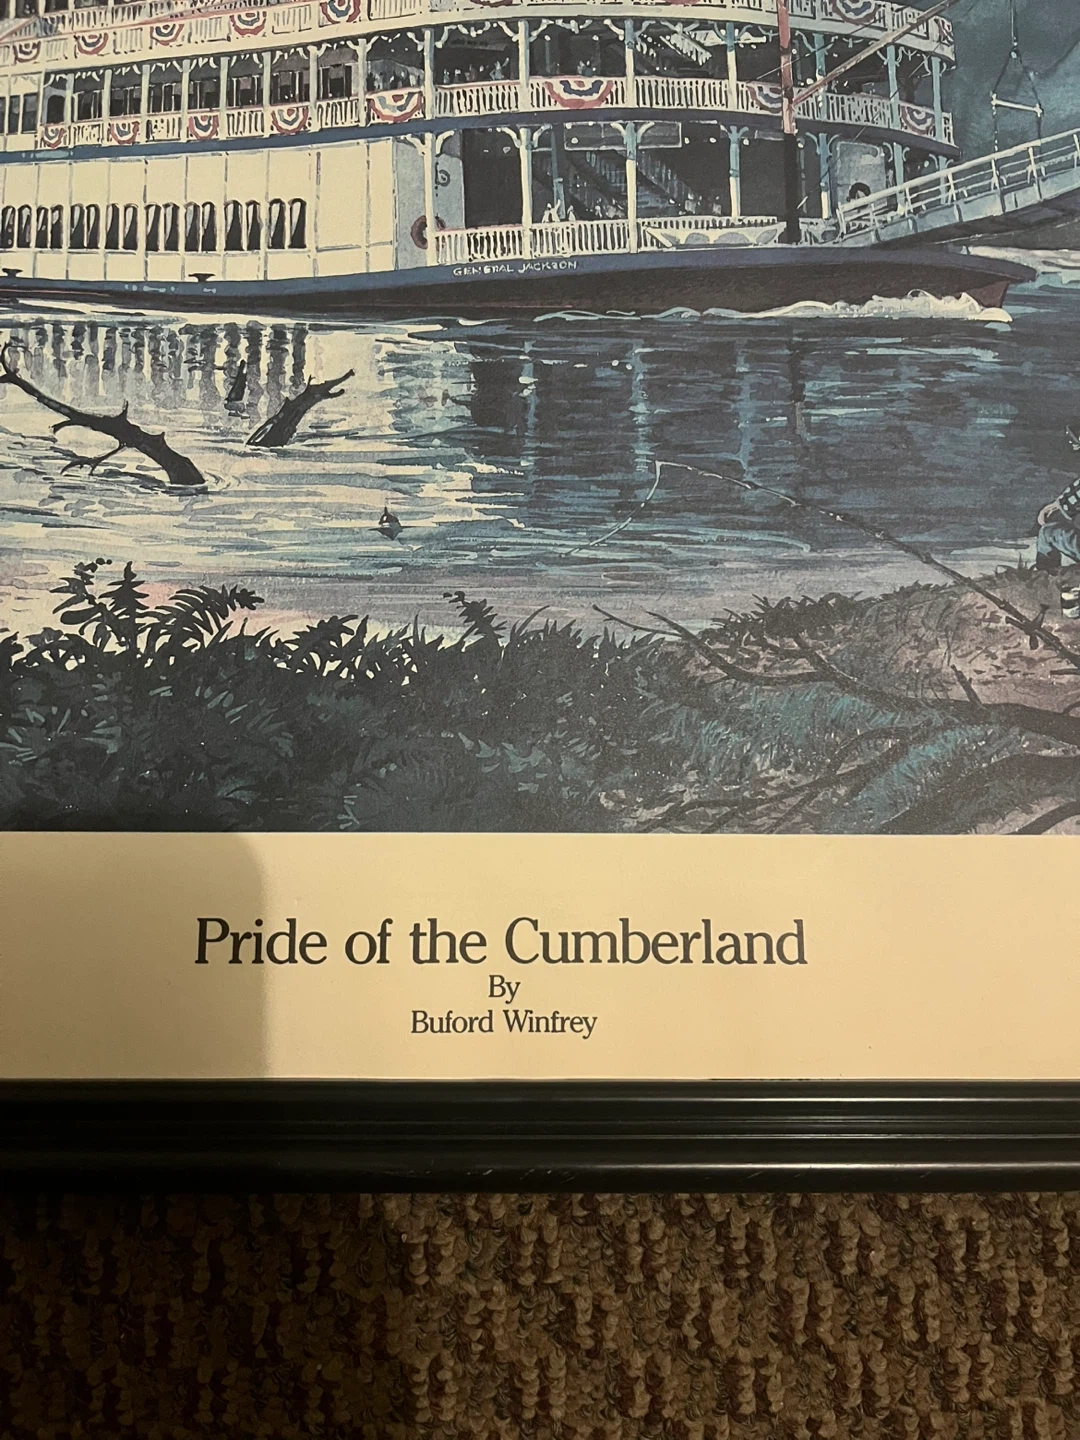 GENERAL JACKSON
Pride of the Cumberland
By
Buford Winfrey